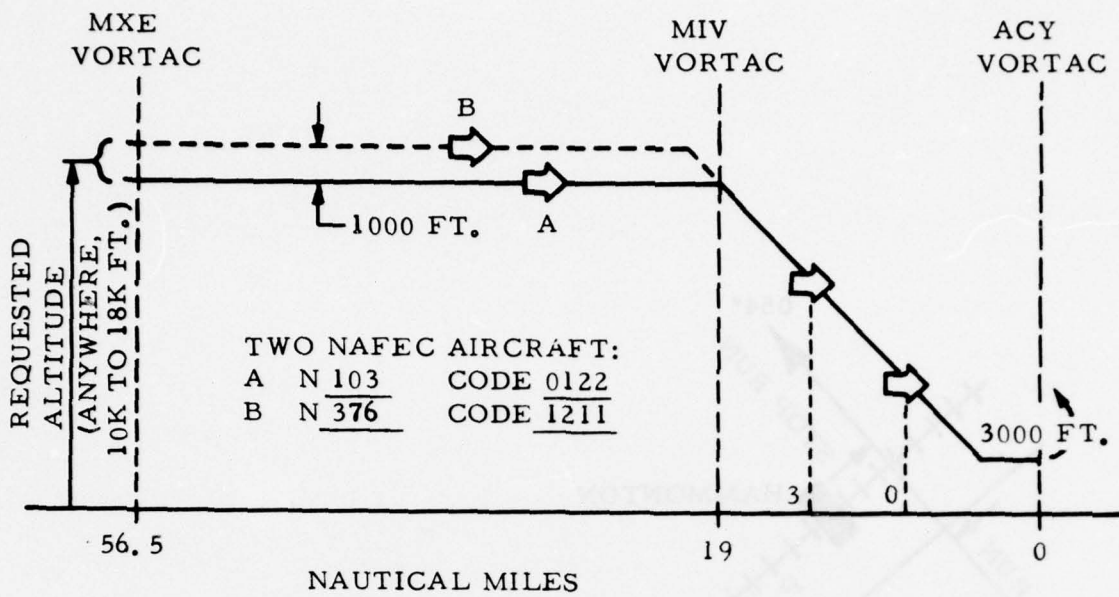 MXE
VORTAC
MIV
VORTAC
ACY
VORTAC
B
A
1000 FT.
REQUESTED
ALTITUDE
(ANYWHERE,
10K TO 18K FT.)
TWO NAFEC AIRCRAFT:
A N 103 CODE 0122
B N 376 CODE 1211
3000 FT.
3
0
56.5
19
0
NAUTICAL MILES